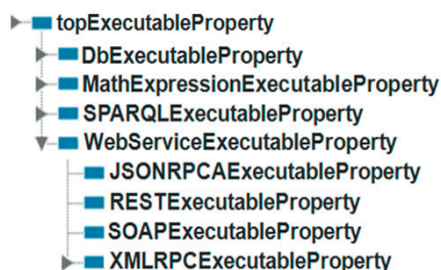 topExecutableProperty
DbExecutableProperty
MathExpressionExecutableProperty
SPARQLExecutableProperty
WebServiceExecutableProperty
JSONRPCAExecutableProperty
RESTExecutableProperty
SOAPExecutableProperty
XMLRPCExecutableProperty